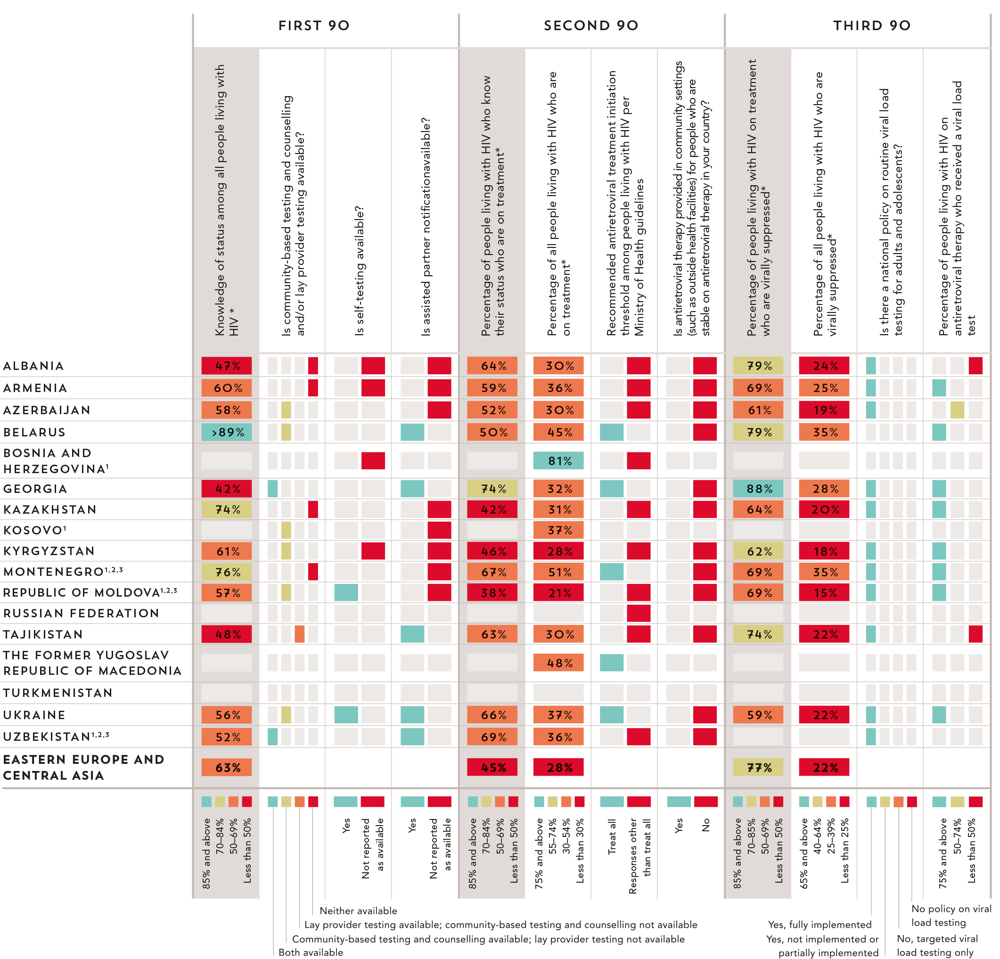 FIRST 90
SECOND 90
THIRD 90
Knowledge of status among all people living with
HIV *
Is community-based testing and counselling
and/or lay provider testing available?
Is self-testing available?
Is assisted partner notificationavailable?
Percentage of people living with HIV who know
their status who are on treatment*
Percentage of all people living with HIV who are
on treatment*
Recommended antiretroviral treatment initiation
threshold among people living with HIV per
Ministry of Health guidelines
Is antiretroviral therapy provided in community settings
(such as outside health facilities) for people who are
stable on antiretroviral therapy in your country?
Percentage of people living with HIV on treatment
who are virally suppressed*
Percentage of all people living with HIV who are
virally suppressed*
Is there a national policy on routine viral load
testing for adults and adolescents?
Percentage of people living with HIV on
antiretroviral therapy who received a viral load
test
ALBANIA 47% 64% 30% 79% 24%
ARMENIA 60% 59% 36% 69% 25%
AZERBAIJAN 58% 52% 30% 61% 19%
BELARUS >89% 50% 45% 79% 35%
BOSNIA AND
HERZEGOVINA¹ 81%
GEORGIA 42% 74% 32% 88% 28%
KAZAKHSTAN 74% 42% 31% 64% 20%
KOSOVO¹ 37%
KYRGYZSTAN 61% 46% 28% 62% 18%
MONTENEGRO¹,²,³ 76% 67% 51% 69% 35%
REPUBLIC OF MOLDOVA¹,²,³ 57% 38% 21% 69% 15%
RUSSIAN FEDERATION
TAJIKISTAN 48% 63% 30% 74% 22%
THE FORMER YUGOSLAV
REPUBLIC OF MACEDONIA 48%
TURKMENISTAN
UKRAINE 56% 66% 37% 59% 22%
UZBEKISTAN¹,²,³ 52% 69% 36%
EASTERN EUROPE AND
CENTRAL ASIA 63% 45% 28% 77% 22%
85% and above
70–84%
50–69%
Less than 50%
Yes
Not reported
as available
Yes
Not reported
as available
85% and above
70–84%
50–69%
Less than 50%
75% and above
55–74%
30–54%
Less than 30%
Treat all
Responses other
than treat all
Yes
No
85% and above
70–85%
50–69%
Less than 50%
65% and above
40–64%
25–39%
Less than 25%
75% and above
50–74%
Less than 50%
Neither available
Lay provider testing available; community-based testing and counselling not available
Community-based testing and counselling available; lay provider testing not available
Both available
No policy on viral
load testing
Yes, fully implemented
Yes, not implemented or
partially implemented
No, targeted viral
load testing only